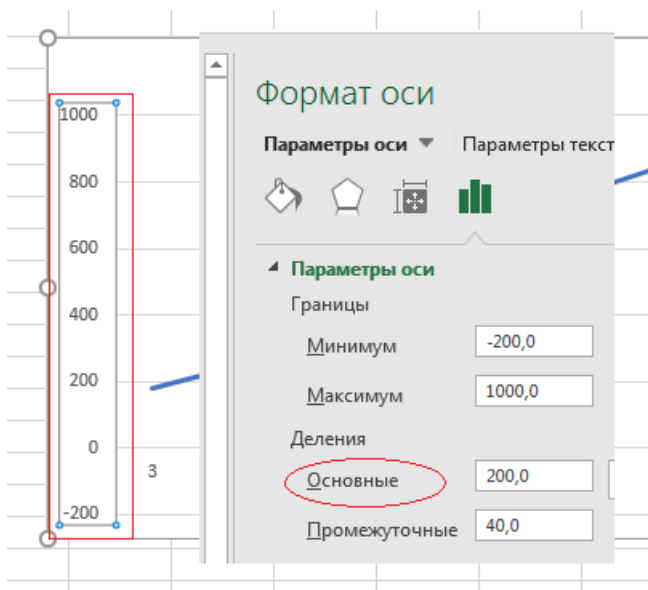 1000
800
600
400
200
0
-200
3
Формат оси
Параметры оси Параметры текст
Параметры оси
Границы
Минимум -200,0
Максимум 1000,0
Деления
Основные 200,0
Промежуточные 40,0